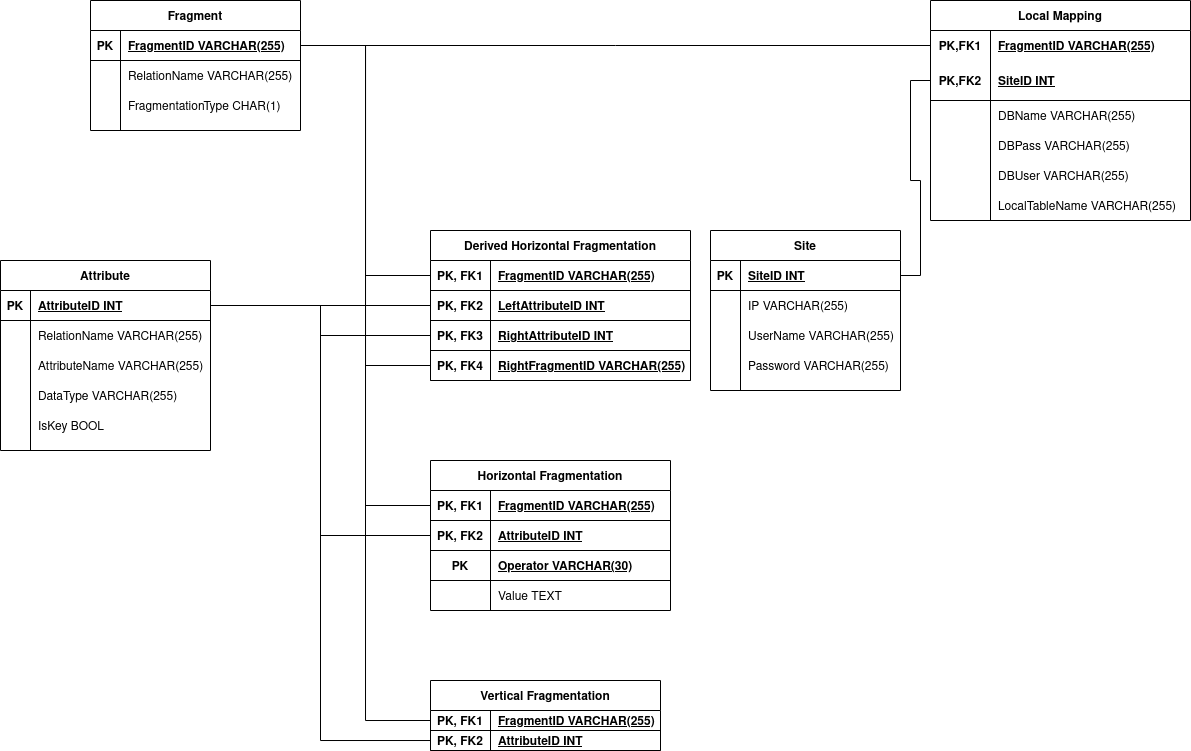 Fragment
PK FragmentID VARCHAR(255)
RelationName VARCHAR(255)
FragmentationType CHAR(1)
Local Mapping
PK,FK1 FragmentID VARCHAR(255)
PK,FK2 SiteID INT
DBName VARCHAR(255)
DBPass VARCHAR(255)
DBUser VARCHAR(255)
LocalTableName VARCHAR(255)
Attribute
PK AttributeID INT
RelationName VARCHAR(255)
AttributeName VARCHAR(255)
DataType VARCHAR(255)
IsKey BOOL
Derived Horizontal Fragmentation
PK, FK1 FragmentID VARCHAR(255)
PK, FK2 LeftAttributeID INT
PK, FK3 RightAttributeID INT
PK, FK4 RightFragmentID VARCHAR(255)
Site
PK SiteID INT
IP VARCHAR(255)
UserName VARCHAR(255)
Password VARCHAR(255)
Horizontal Fragmentation
PK, FK1 FragmentID VARCHAR(255)
PK, FK2 AttributeID INT
PK Operator VARCHAR(30)
Value TEXT
Vertical Fragmentation
PK, FK1 FragmentID VARCHAR(255)
PK, FK2 AttributeID INT